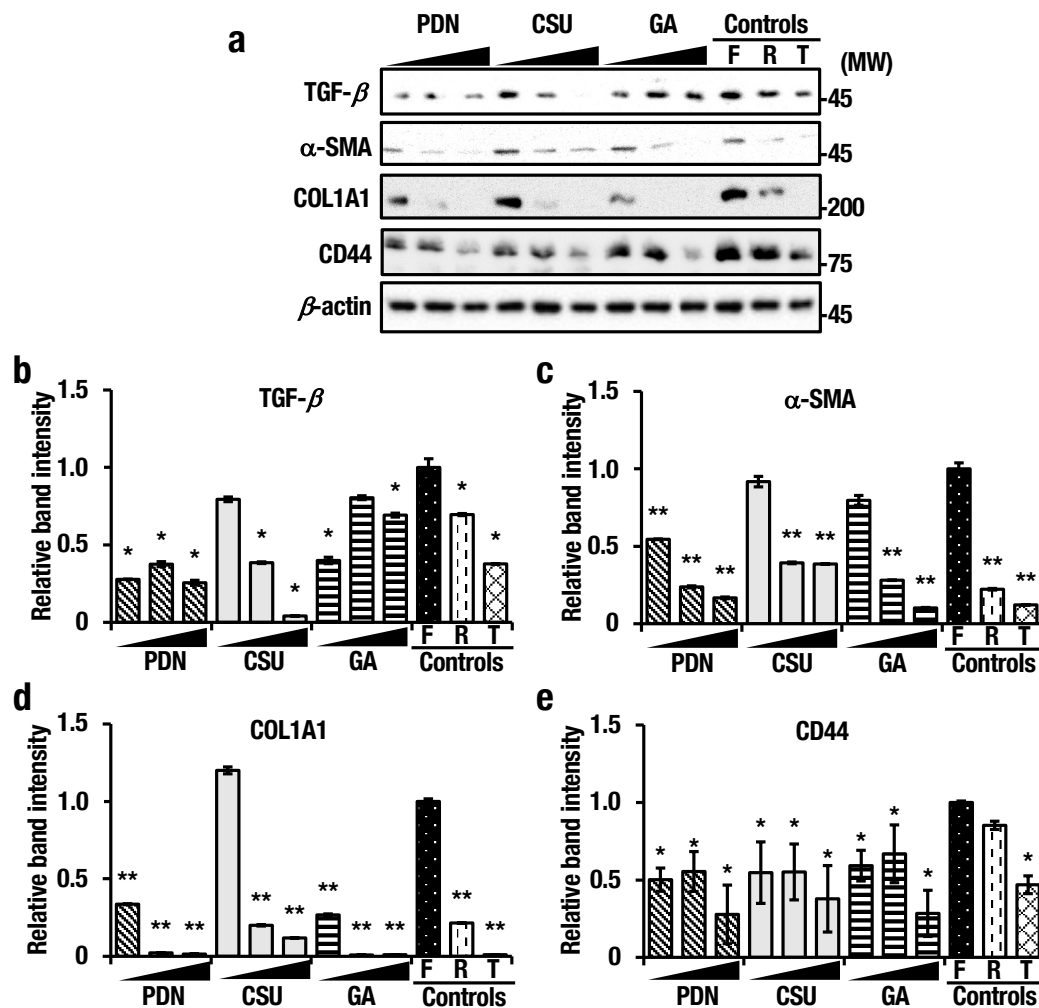 a
PDN CSU GA Controls
F R T (MW)
TGF-β -45
α-SMA -45
COL1A1 -200
CD44 -75
β-actin -45
b
TGF-β
Relative band intensity
1.5
1.0
0.5
0
* * * * * * * * *
F R T
PDN CSU GA Controls
c
α-SMA
Relative band intensity
1.5
1.0
0.5
0
** ** ** ** ** ** ** ** **
F R T
PDN CSU GA Controls
d
COL1A1
Relative band intensity
1.5
1.0
0.5
0
** ** ** ** ** ** ** ** ** **
F R T
PDN CSU GA Controls
e
CD44
Relative band intensity
1.5
1.0
0.5
0
* * * * * * * * * *
F R T
PDN CSU GA Controls